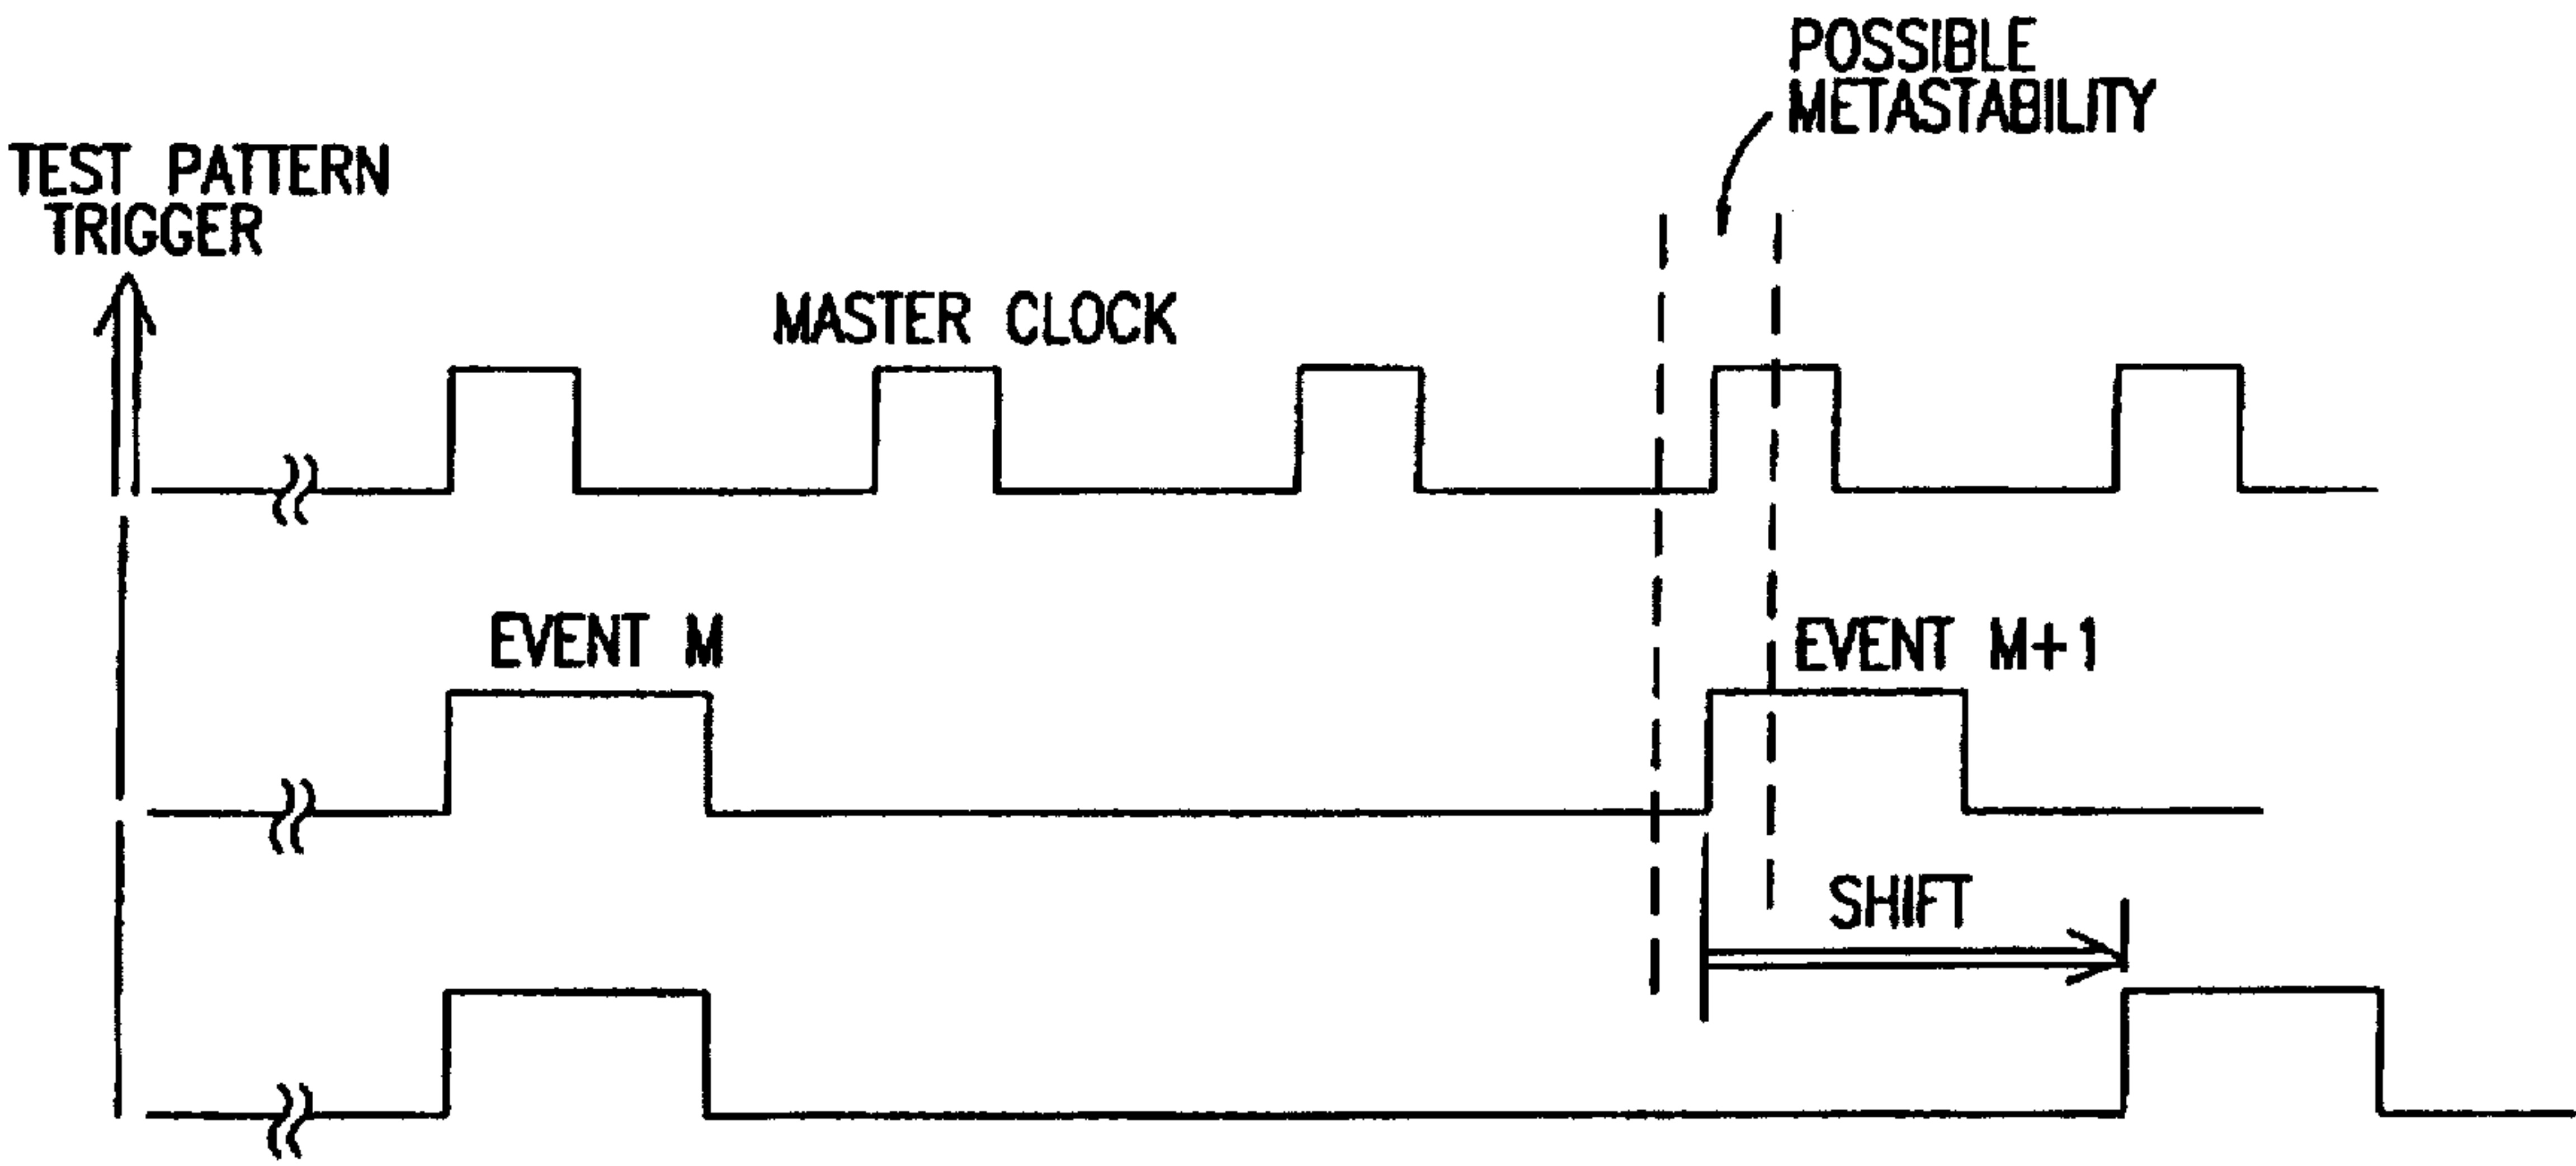 POSSIBLE
METASTABILITY
TEST PATTERN
TRIGGER
MASTER CLOCK
EVENT M
EVENT M+1
SHIFT